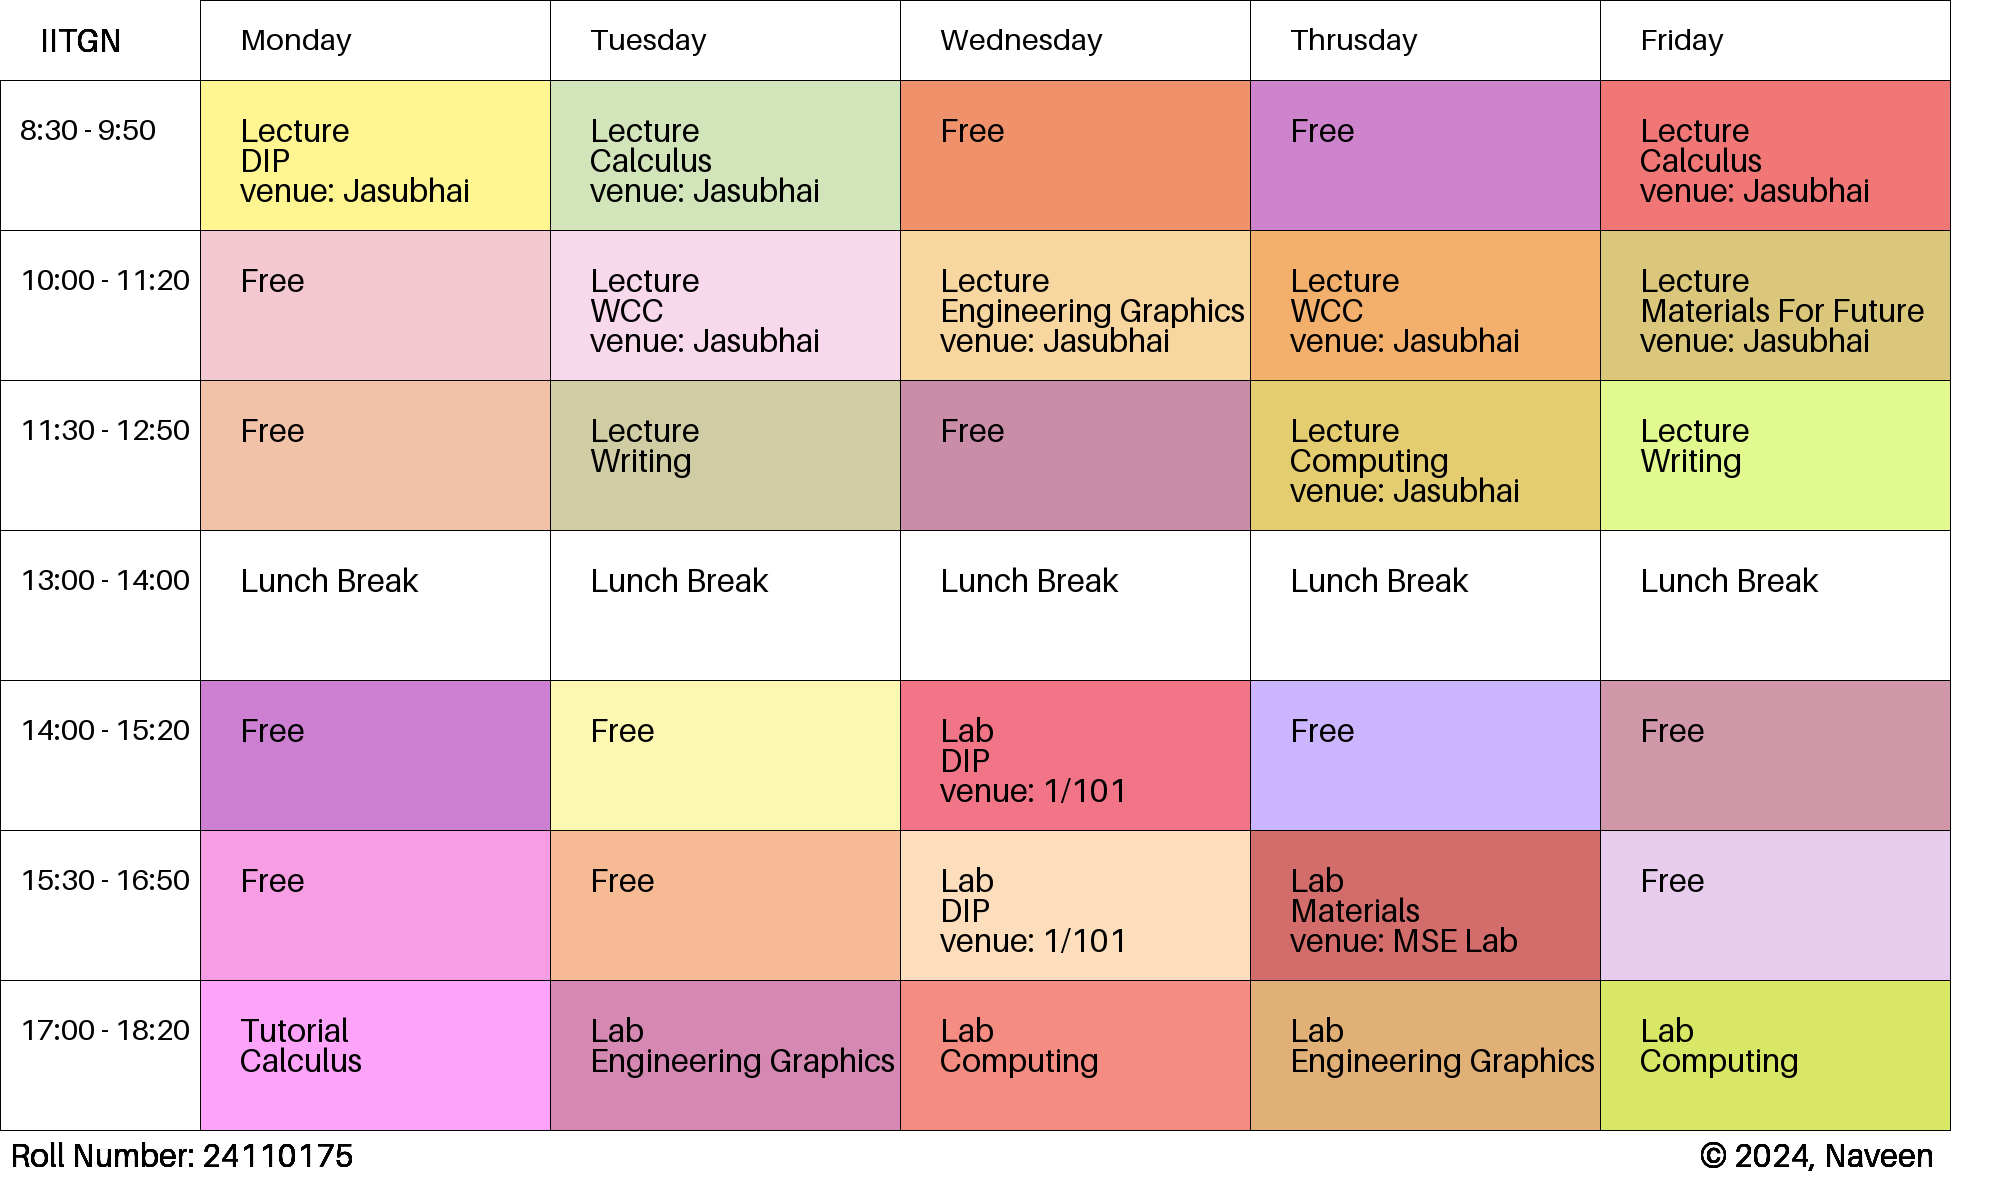 IITGN Monday Tuesday Wednesday Thrusday Friday
8:30 - 9:50
Lecture
DIP
venue: Jasubhai
Lecture
Calculus
venue: Jasubhai
Free
Free
Lecture
Calculus
venue: Jasubhai
10:00 - 11:20
Free
Lecture
WCC
venue: Jasubhai
Lecture
Engineering Graphics
venue: Jasubhai
Lecture
WCC
venue: Jasubhai
Lecture
Materials For Future
venue: Jasubhai
11:30 - 12:50
Free
Lecture
Writing
Free
Lecture
Computing
venue: Jasubhai
Lecture
Writing
13:00 - 14:00
Lunch Break
Lunch Break
Lunch Break
Lunch Break
Lunch Break
14:00 - 15:20
Free
Free
Lab
DIP
venue: 1/101
Free
Free
15:30 - 16:50
Free
Free
Lab
DIP
venue: 1/101
Lab
Materials
venue: MSE Lab
Free
17:00 - 18:20
Tutorial
Calculus
Lab
Engineering Graphics
Lab
Computing
Lab
Engineering Graphics
Lab
Computing
Roll Number: 24110175
© 2024, Naveen